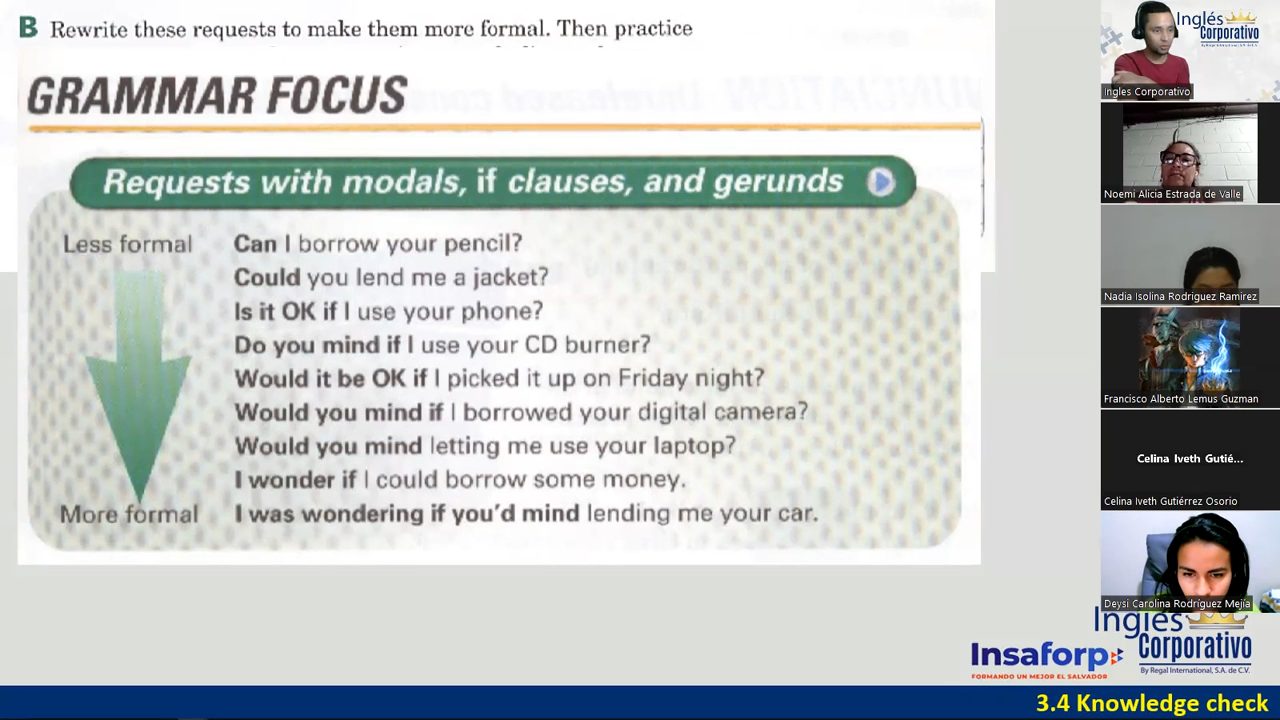 B Rewrite these requests to make them more formal. Then practice
GRAMMAR FOCUS
Requests with modals, if clauses, and gerunds
Less formal
Can I borrow your pencil?
Could you lend me a jacket?
Is it OK if I use your phone?
Do you mind if I use your CD burner?
Would it be OK if I picked it up on Friday night?
Would you mind if I borrowed your digital camera?
Would you mind letting me use your laptop?
I wonder if I could borrow some money.
More formal
I was wondering if you'd mind lending me your car.
Inglés
Corporativo
By Regal International, S.A. de C.V.
Ingles Corporativo
Noemi Alicia Estrada de Valle
Nadia Isolina Rodriguez Ramirez
Francisco Alberto Lemus Guzman
Celina Iveth Gutié...
Celina Iveth Gutiérrez Osorio
Deysi Carolina Rodríguez Mejía
Insaforp
FORMANDO UN MEJOR EL SALVADOR
Inglés
Corporativo
By Regal International, S.A. de C.V.
3.4 Knowledge check